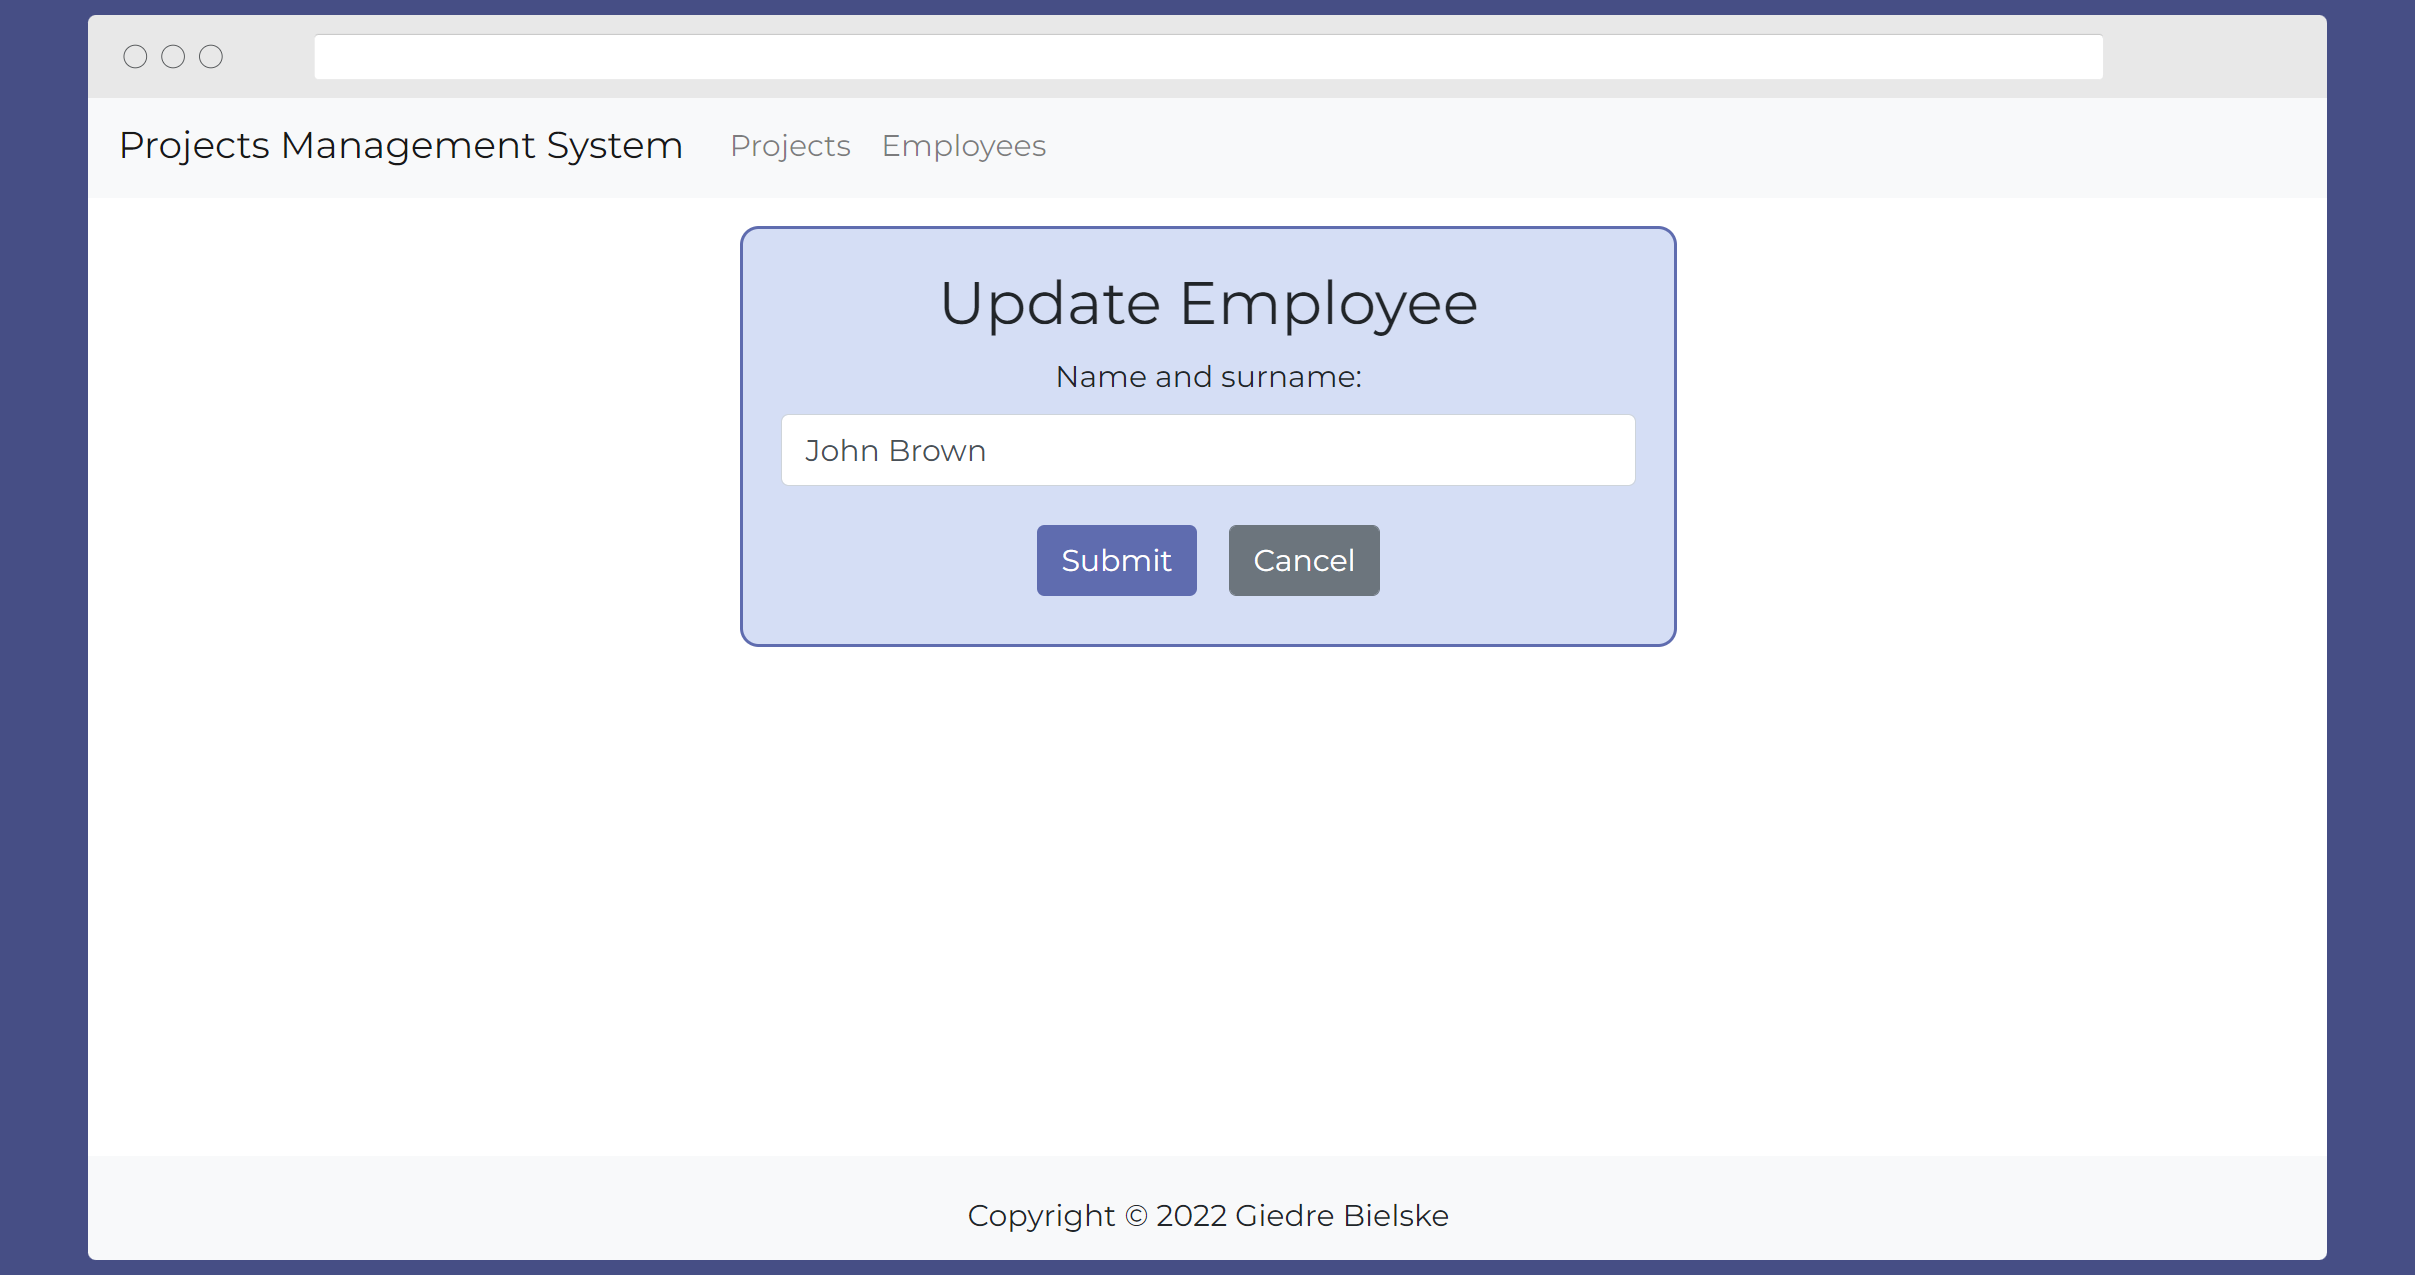 Projects Management System Projects Employees
Update Employee
Name and surname:
John Brown
Submit Cancel
Copyright © 2022 Giedre Bielske